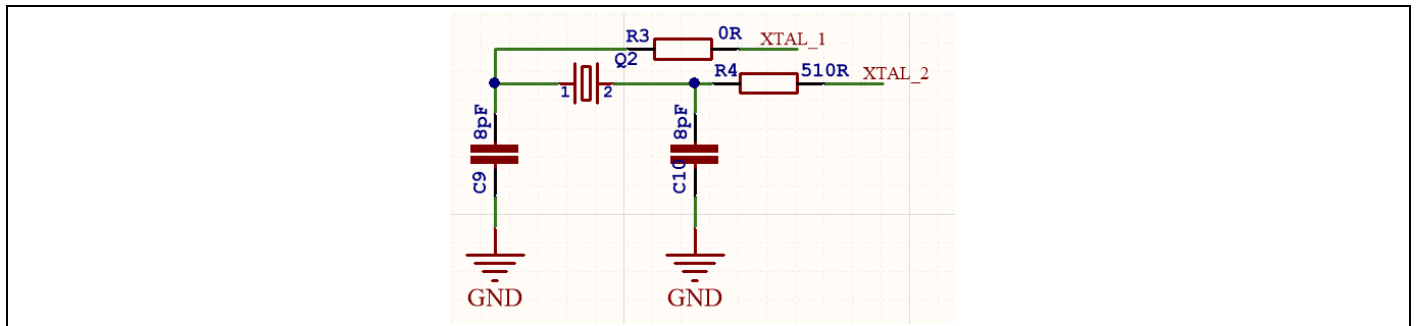 R3 0R XTAL_1
Q2 R4 510R XTAL_2
1 2
8pF 8pF
C9 C10
GND GND